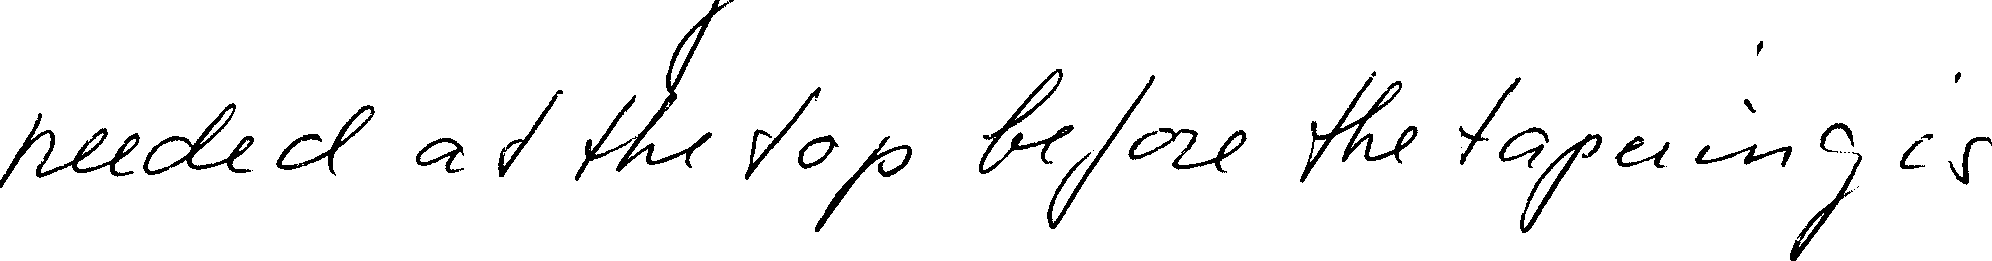 needed at the top before the tapering is